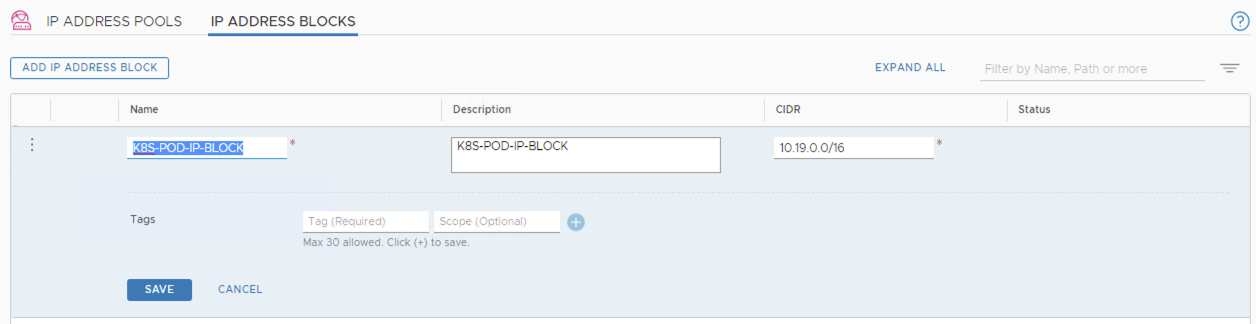 IP ADDRESS POOLS IP ADDRESS BLOCKS
ADD IP ADDRESS BLOCK EXPAND ALL Filter by Name, Path or more
Name Description CIDR Status
K8S-POD-IP-BLOCK * K8S-POD-IP-BLOCK 10.19.0.0/16 *
Tags Tag (Required) Scope (Optional)
Max 30 allowed. Click (+) to save.
SAVE CANCEL